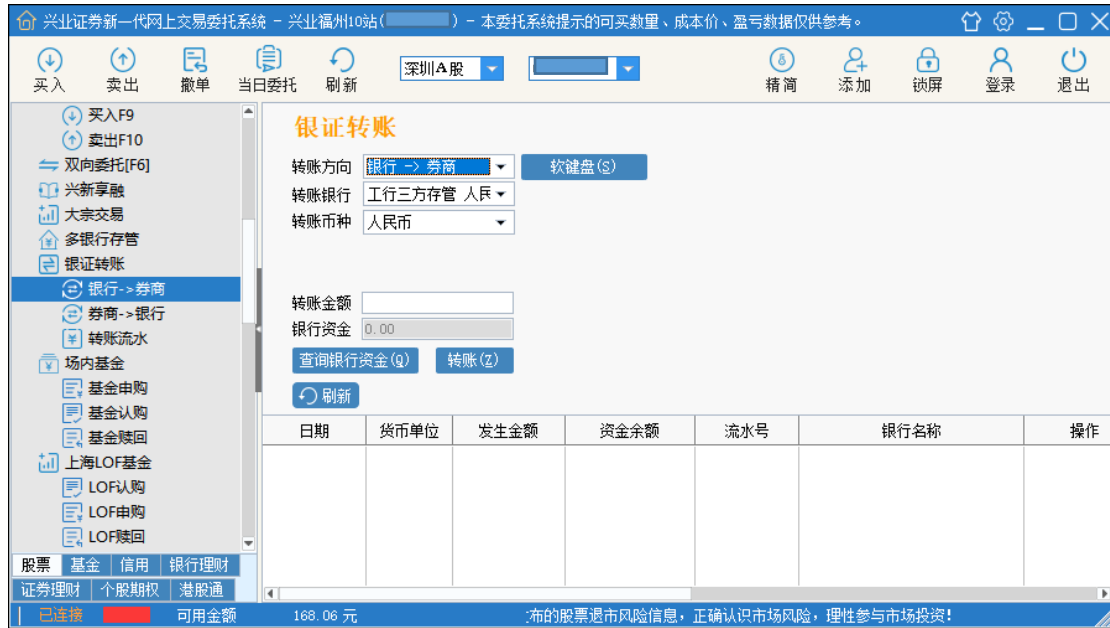 兴业证券新一代网上交易委托系统 - 兴业福州10站( ) - 本委托系统提示的可买数量、成本价、盈亏数据仅供参考。
买入 卖出 撤单 当日委托 刷新 深圳A股 精简 添加 锁屏 登录 退出
买入F9
卖出F10
双向委托[F6]
兴新享融
大宗交易
多银行存管
银证转账
银行->券商
券商->银行
转账流水
场内基金
基金申购
基金认购
基金赎回
上海LOF基金
LOF认购
LOF申购
LOF赎回
股票 基金 信用 银行理财
证券理财 个股期权 港股通
银证转账
转账方向 银行 -> 券商 软键盘(S)
转账银行 工行三方存管 人民
转账币种 人民币
转账金额
银行资金 0.00
查询银行资金(Q) 转账(Z)
刷新
日期 货币单位 发生金额 资金余额 流水号 银行名称 操作
已连接 可用金额 168.06 元 布的股票退市风险信息，正确认识市场风险，理性参与市场投资!